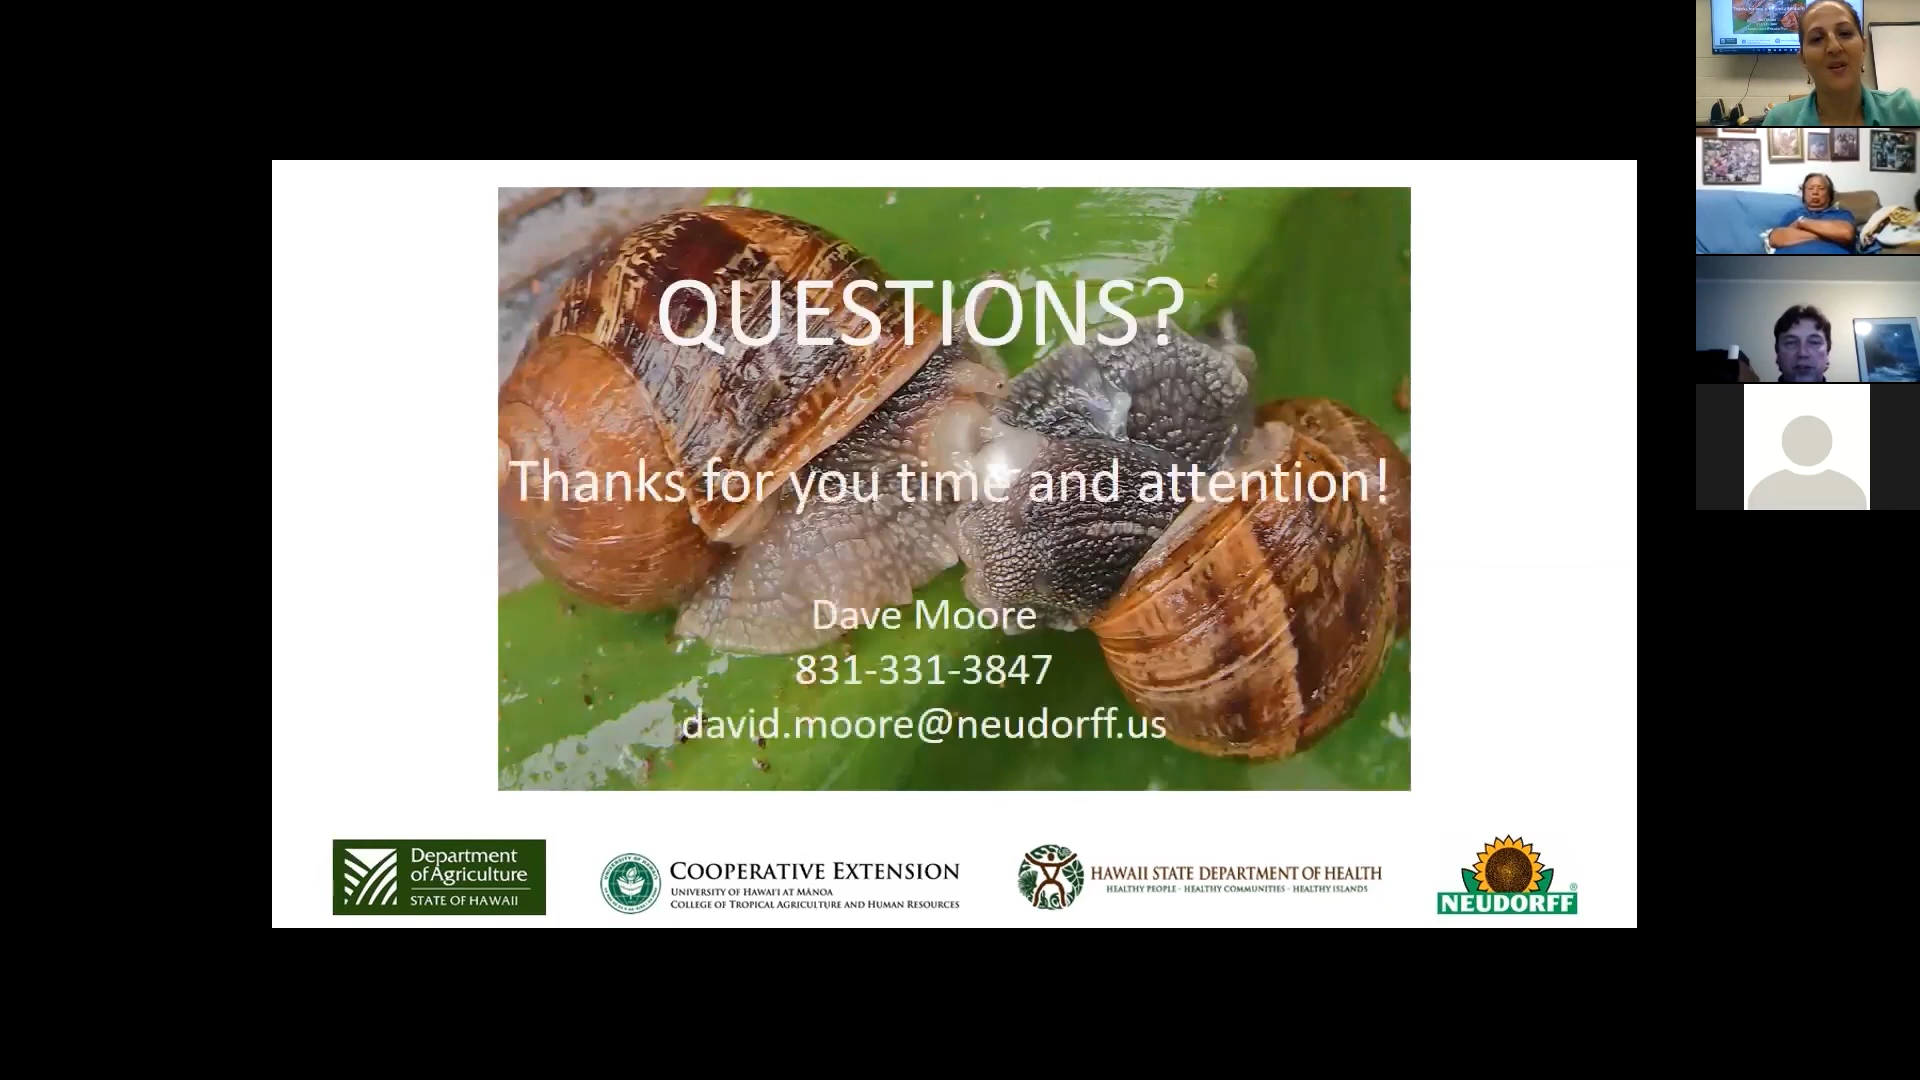 QUESTIONS?
Thanks for you time and attention!
Dave Moore
831-331-3847
david.moore@neudorff.us
Department
of Agriculture
STATE OF HAWAII
COOPERATIVE EXTENSION
UNIVERSITY OF HAWAI'I AT MĀNOA
COLLEGE OF TROPICAL AGRICULTURE AND HUMAN RESOURCES
HAWAII STATE DEPARTMENT OF HEALTH
HEALTHY PEOPLE - HEALTHY COMMUNITIES - HEALTHY ISLANDS
NEUDORFF®